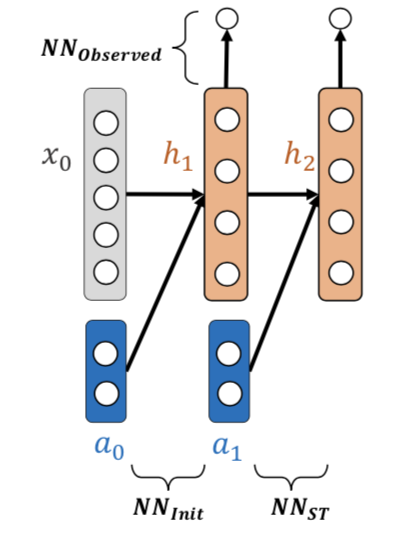 NN_Observed
x_0
h_1
h_2
a_0
a_1
NN_Init
NN_ST